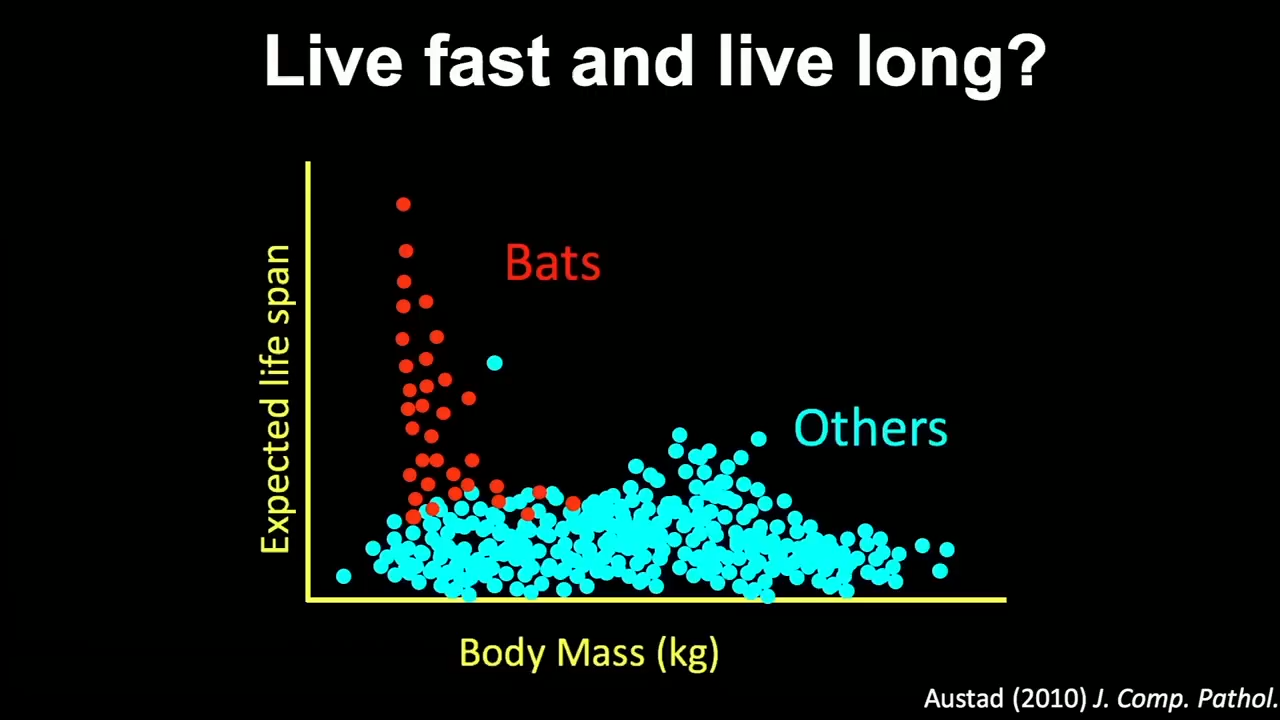 Live fast and live long?
Expected life span
Bats
Others
Body Mass (kg)
Austad (2010) J. Comp. Pathol.